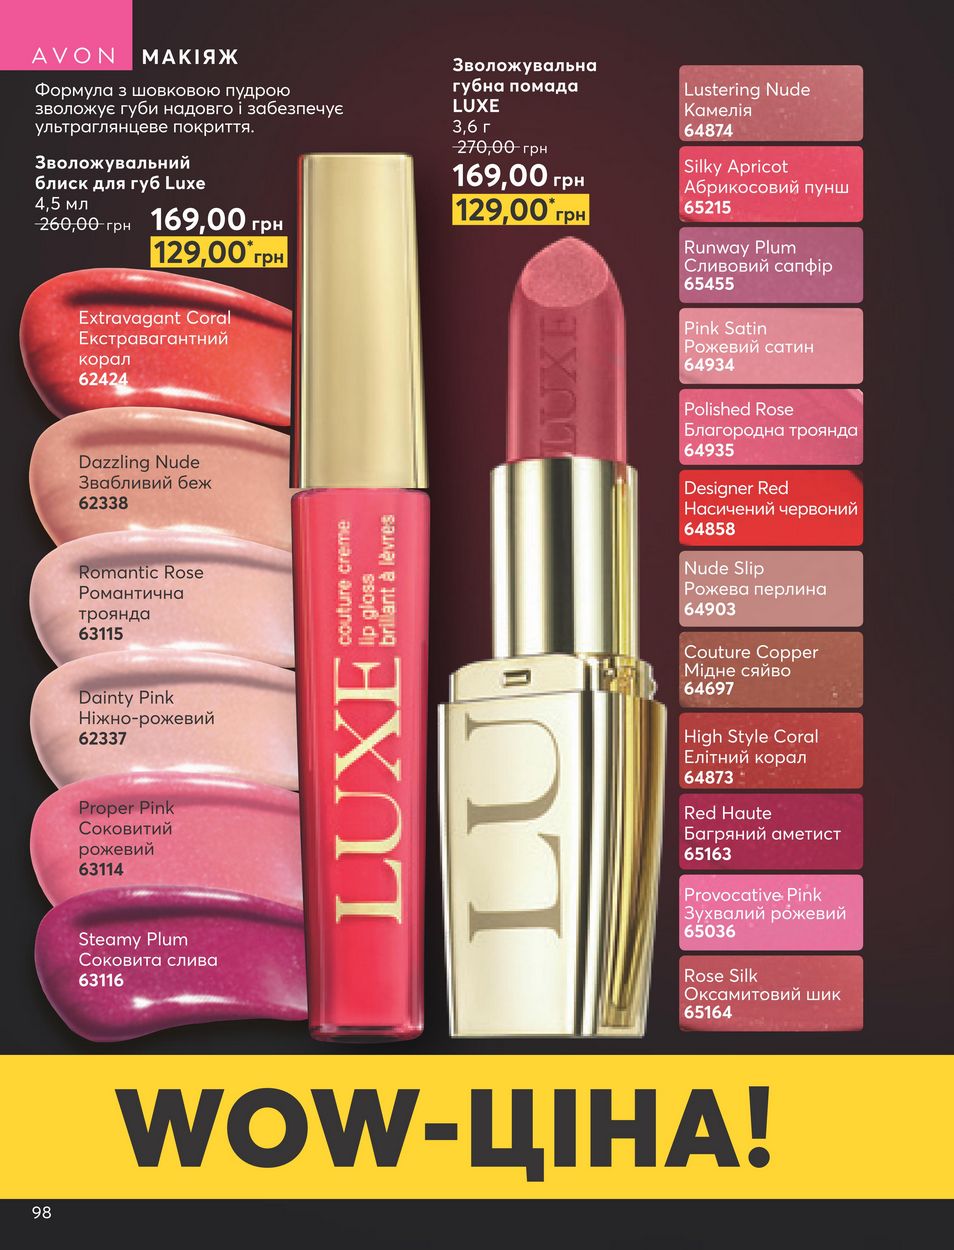 AVON МАКІЯЖ
Формула з шовковою пудрою
зволожує губи надовго і забезпечує
ультраглянцеве покриття.
Зволожувальний
блиск для губ Luxe
4,5 мл
260,00 грн
169,00 грн
129,00*грн
Зволожувальна
губна помада
LUXE
3,6 г
270,00 грн
169,00 грн
129,00*грн
Extravagant Coral
Екстравагантний
корал
62424
Dazzling Nude
Звабливий беж
62338
Romantic Rose
Романтична
троянда
63115
Dainty Pink
Ніжно-рожевий
62337
Proper Pink
Соковитий
рожевий
63114
Steamy Plum
Соковита слива
63116
LUXE
couture creme
lip gloss
brillant à lèvres
LUXE
LU
Lustering Nude
Камелія
64874
Silky Apricot
Абрикосовий пунш
65215
Runway Plum
Сливовий сапфір
65455
Pink Satin
Рожевий сатин
64934
Polished Rose
Благородна троянда
64935
Designer Red
Насичений червоний
64858
Nude Slip
Рожева перлина
64903
Couture Copper
Мідне сяйво
64697
High Style Coral
Елітний корал
64873
Red Haute
Багряний аметист
65163
Provocative Pink
Зухвалий рожевий
65036
Rose Silk
Оксамитовий шик
65164
WOW-ЦІНА!
98